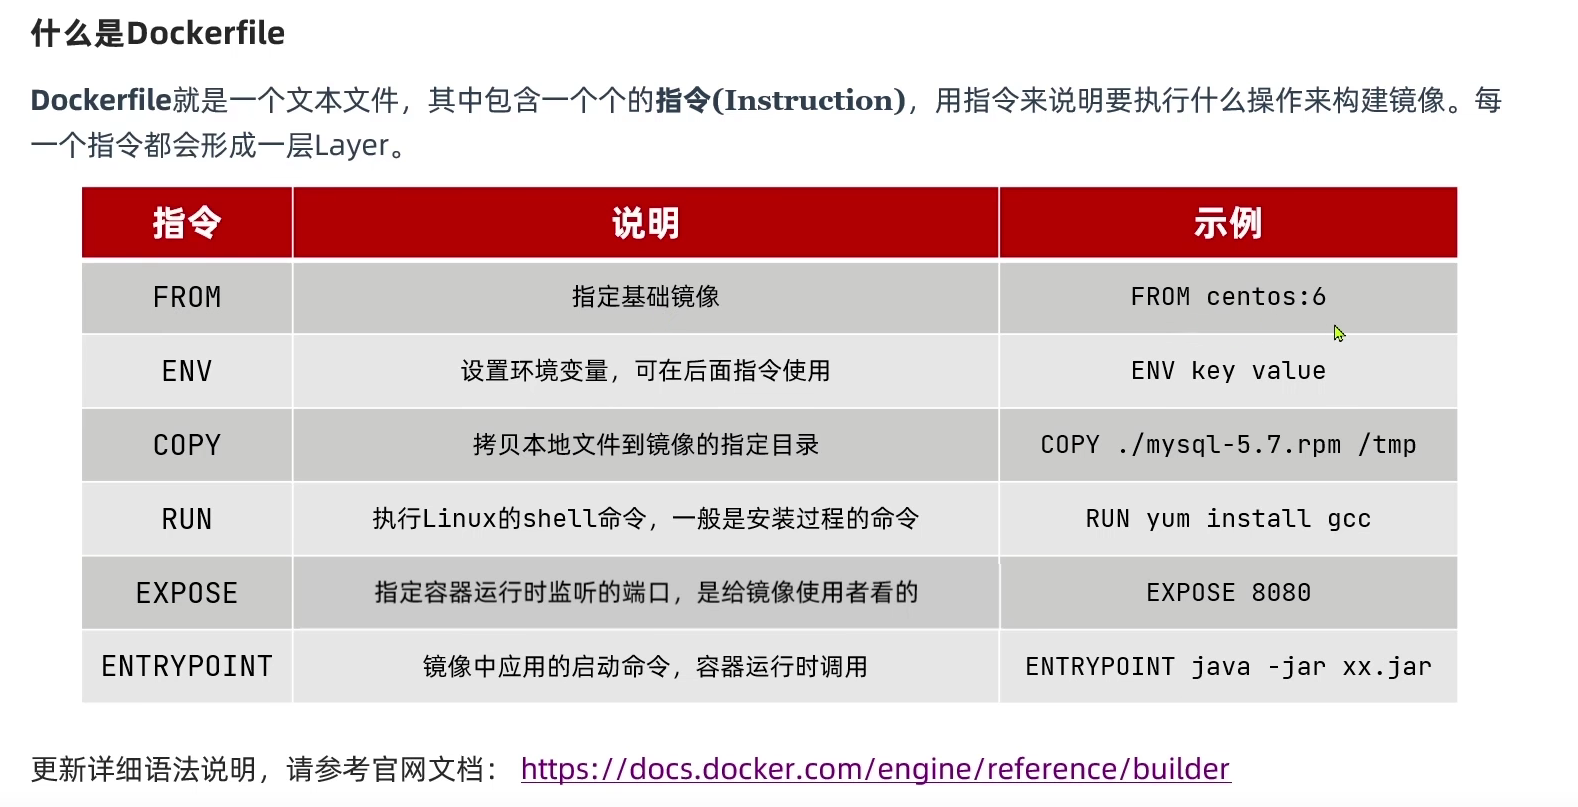 什么是Dockerfile
Dockerfile就是一个文本文件，其中包含一个个的指令(Instruction)，用指令来说明要执行什么操作来构建镜像。每
一个指令都会形成一层Layer。
指令 说明 示例
FROM 指定基础镜像 FROM centos:6
ENV 设置环境变量，可在后面指令使用 ENV key value
COPY 拷贝本地文件到镜像的指定目录 COPY ./mysql-5.7.rpm /tmp
RUN 执行Linux的shell命令，一般是安装过程的命令 RUN yum install gcc
EXPOSE 指定容器运行时监听的端口，是给镜像使用者看的 EXPOSE 8080
ENTRYPOINT 镜像中应用的启动命令，容器运行时调用 ENTRYPOINT java -jar xx.jar
更新详细语法说明，请参考官网文档： https://docs.docker.com/engine/reference/builder